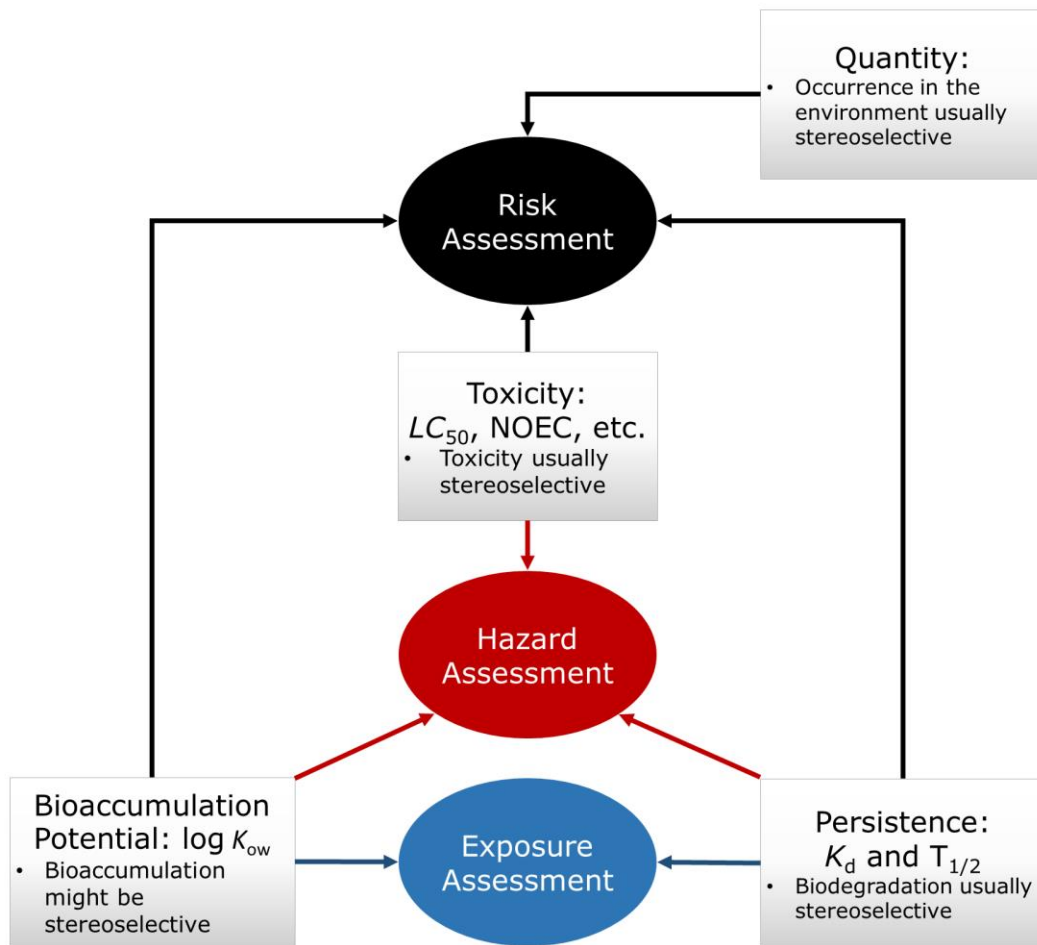 Quantity:
• Occurrence in the
environment usually
stereoselective
Risk
Assessment
Toxicity:
LC₅₀, NOEC, etc.
• Toxicity usually
stereoselective
Hazard
Assessment
Bioaccumulation
Potential: log Kow
• Bioaccumulation
might be
stereoselective
Exposure
Assessment
Persistence:
Kd and T1/2
• Biodegradation usually
stereoselective